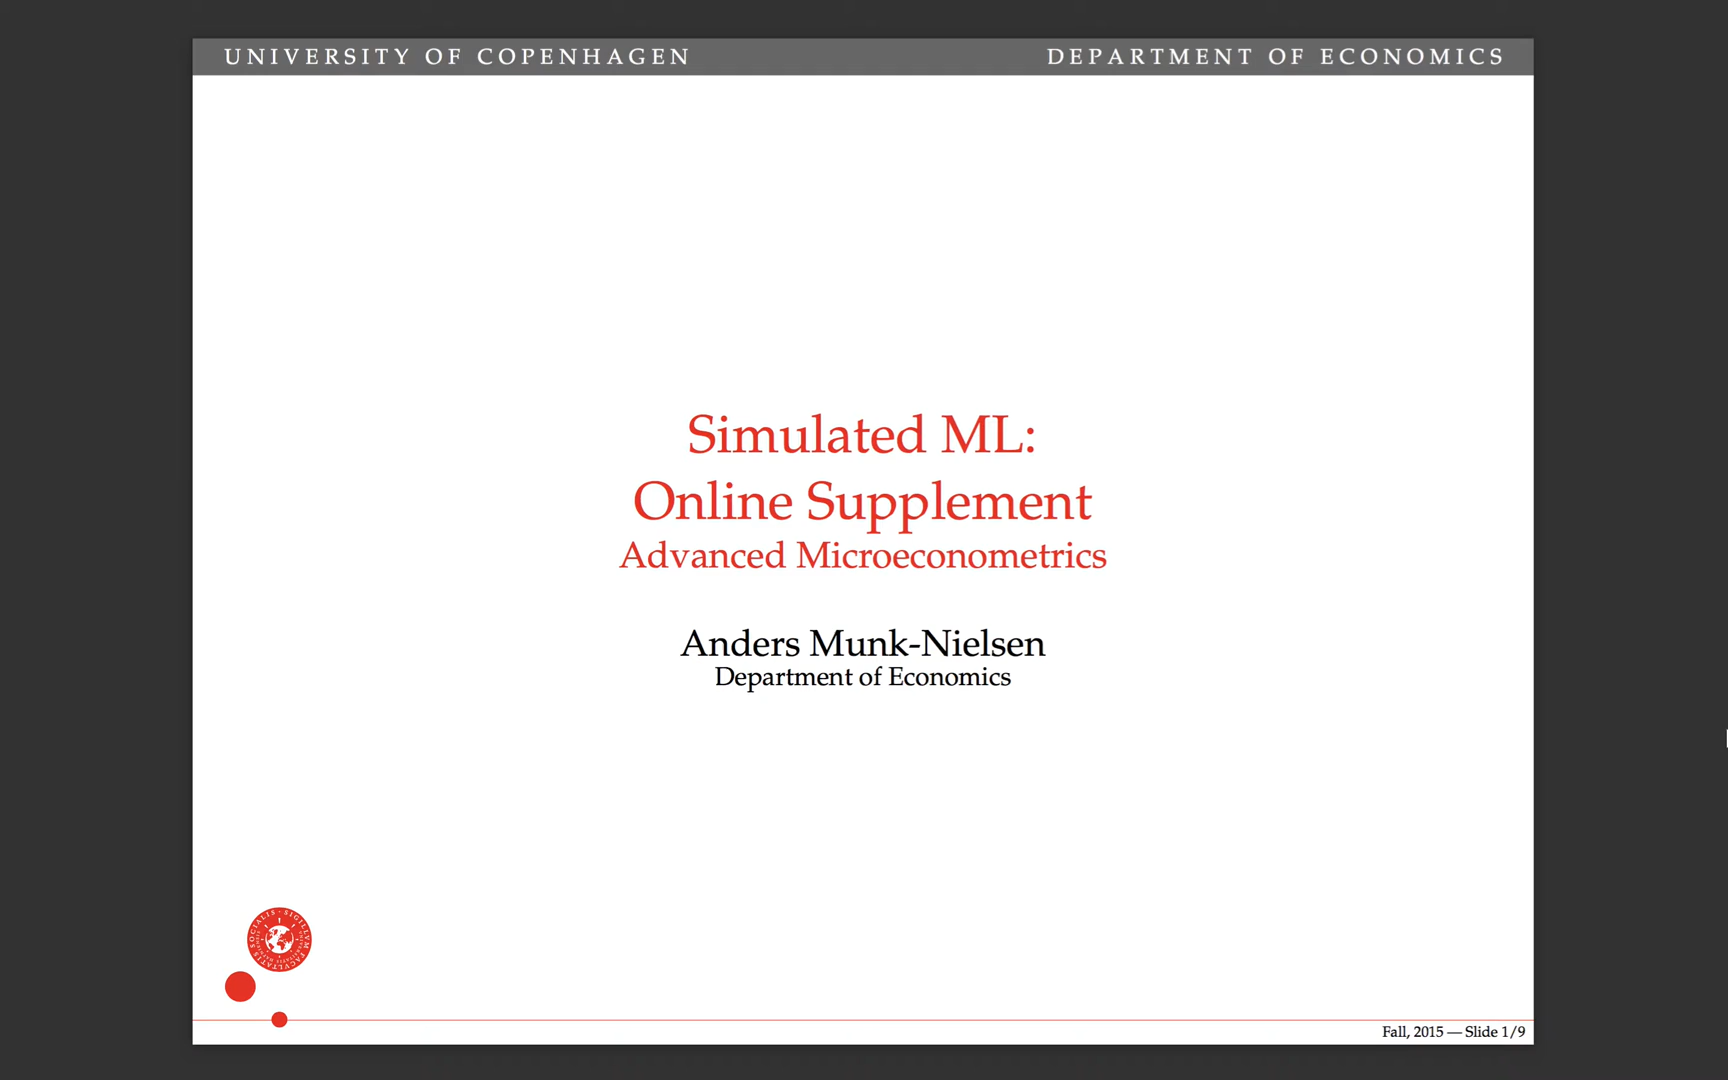 UNIVERSITY OF COPENHAGEN
DEPARTMENT OF ECONOMICS
Simulated ML:
Online Supplement
Advanced Microeconometrics
Anders Munk-Nielsen
Department of Economics
Fall, 2015 — Slide 1/9